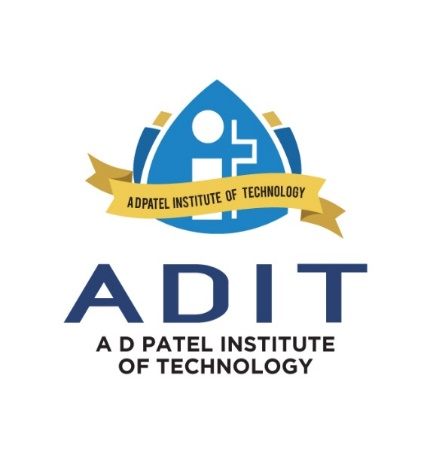 ADPATEL INSTITUTE OF TECHNOLOGY
ADIT
A D PATEL INSTITUTE
OF TECHNOLOGY